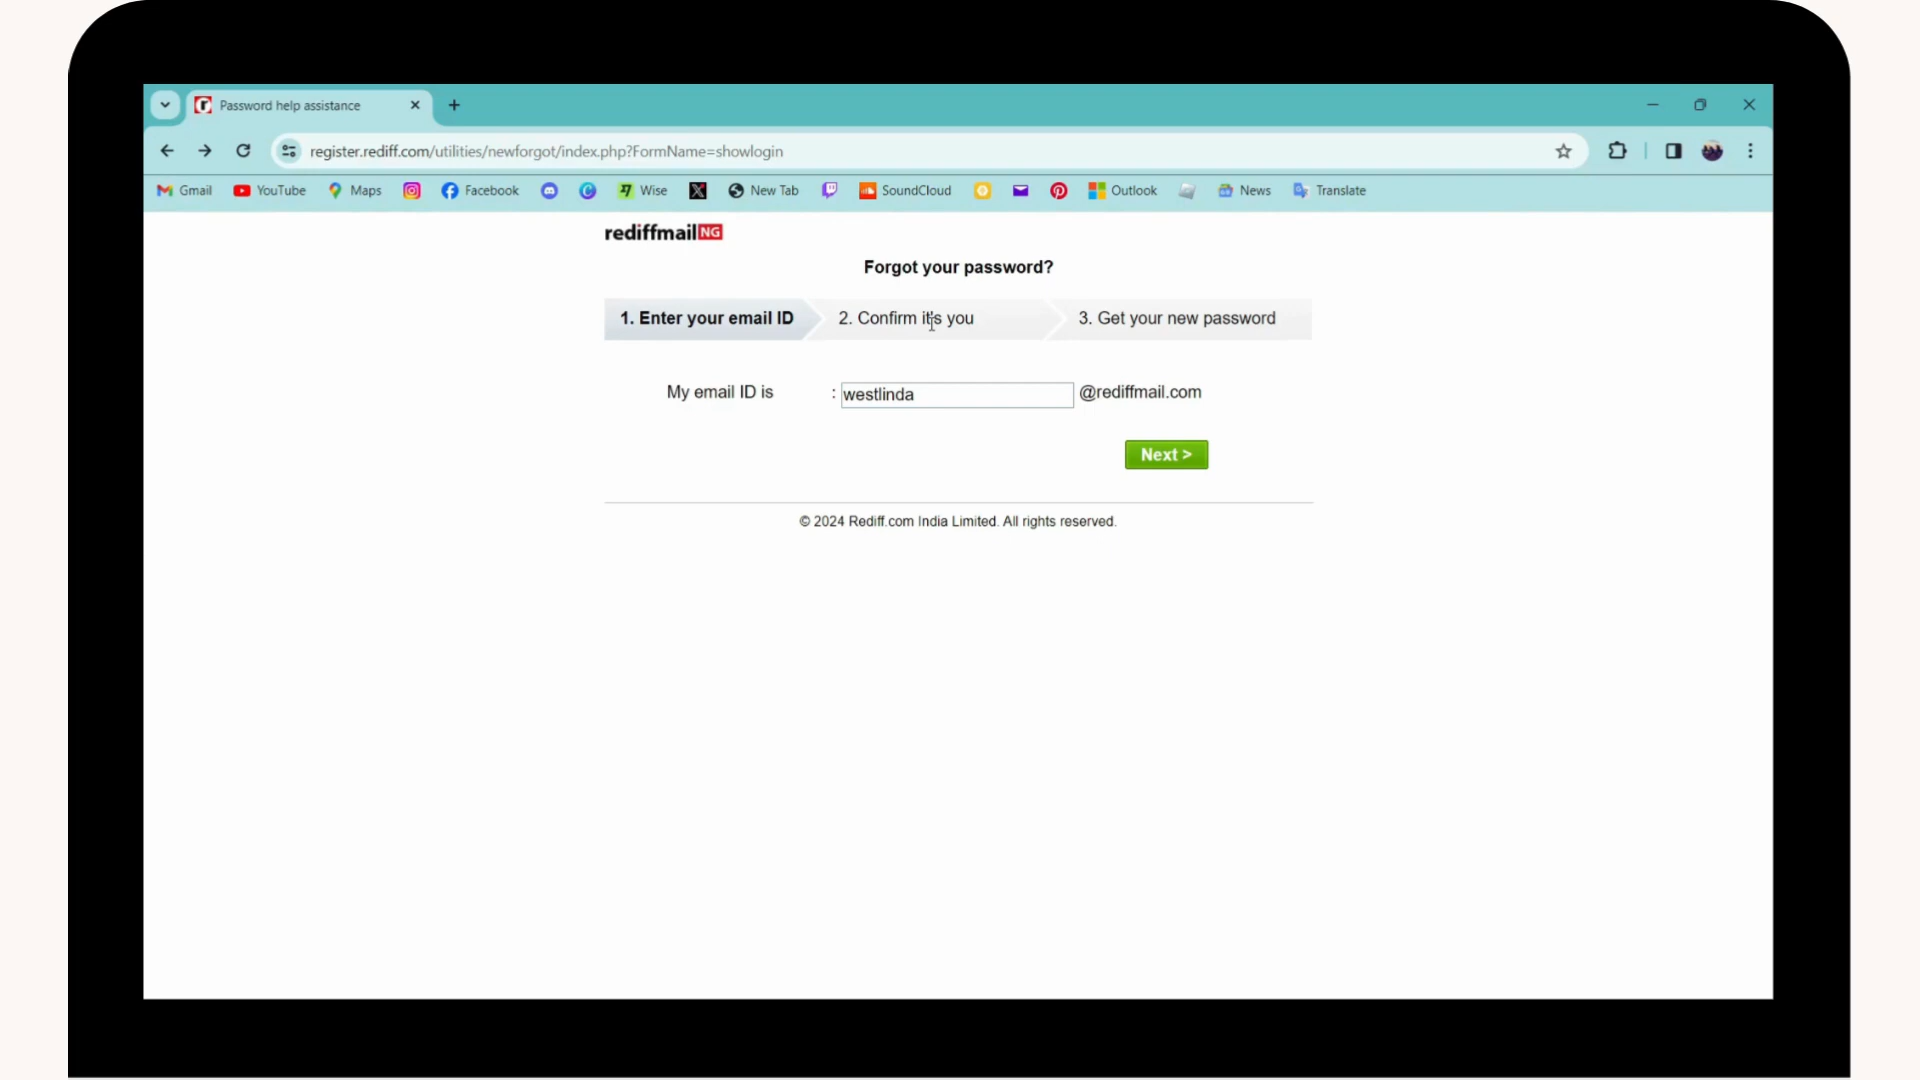 Password help assistance
register.rediff.com/utilities/newforgot/index.php?FormName=showlogin
Gmail YouTube Maps Facebook Wise New Tab SoundCloud Outlook News Translate
rediffmail NG
Forgot your password?
1. Enter your email ID 2. Confirm it's you 3. Get your new password
My email ID is : westlinda @rediffmail.com
Next >
© 2024 Rediff.com India Limited. All rights reserved.